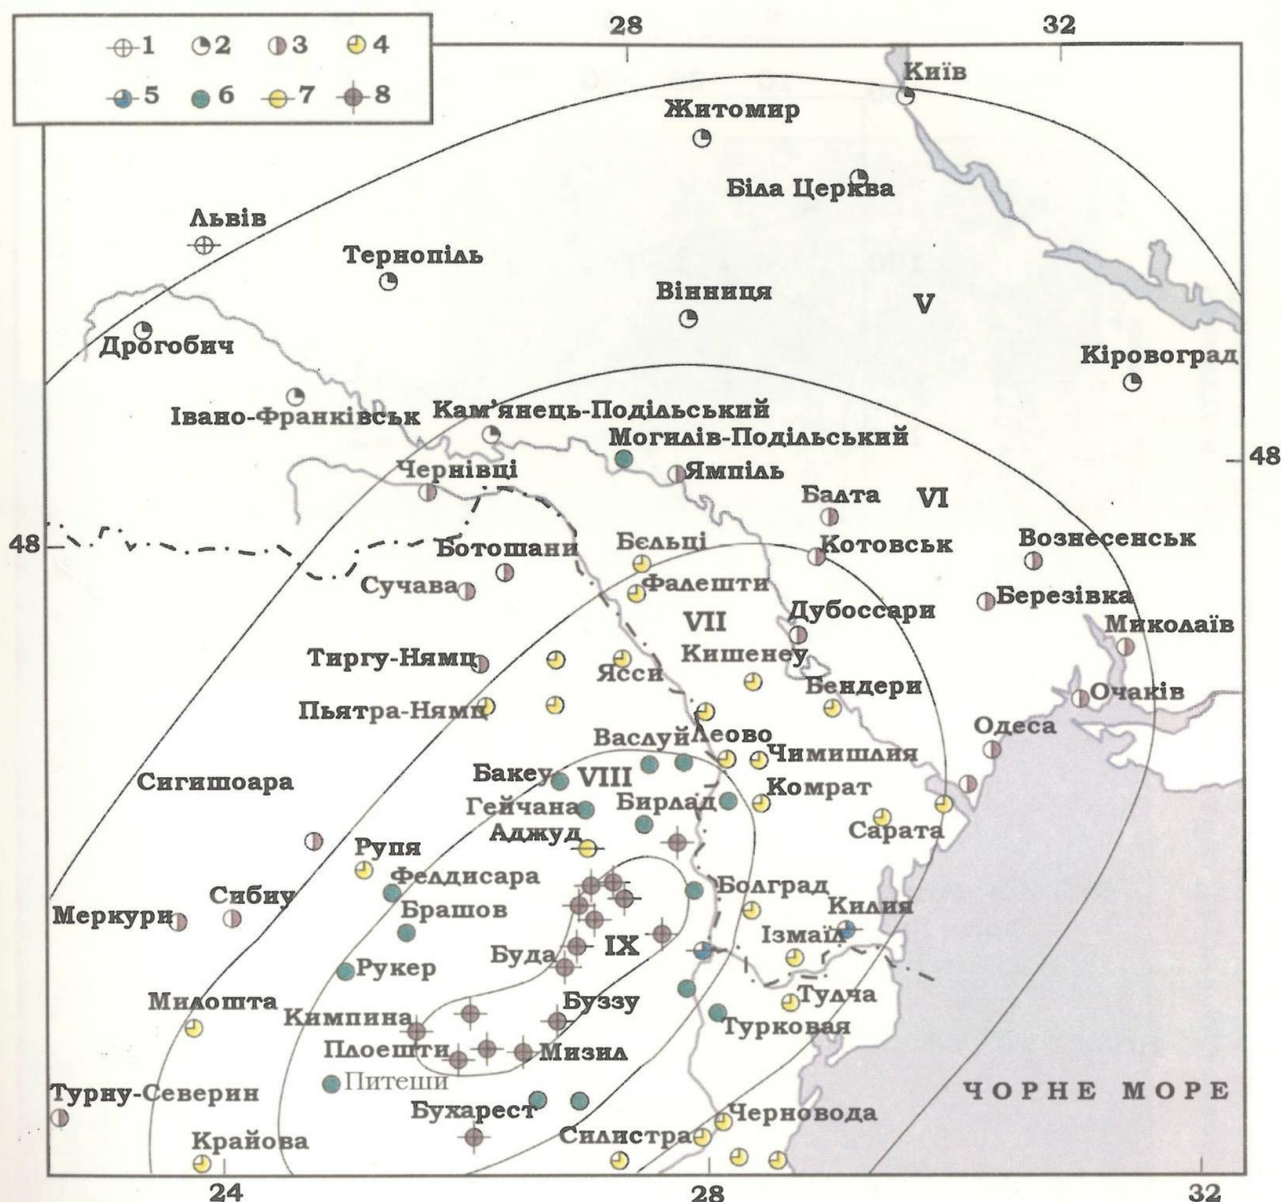 28 32
1 2 3 4
5 6 7 8
Київ
Житомир
Біла Церква
Львів
Тернопіль
Вінниця
V
Дрогобич
Кіровоград
Івано-Франківськ
Кам'янець-Подільський
Могилів-Подільський
48
Чернівці
Ямпіль
Балта
VI
48
Ботошани
Бєльці
Котовськ
Вознесенськ
Сучава
Фалешти
Березівка
VII
Дубоссари
Миколаїв
Тиргу-Нямц
Ясси
Кишенеу
Пьятра-Нямц
Бендери
Очаків
Васлуй
Леово
Одеса
Сигишоара
Бакеу
VIII
Чимишлия
Гейчана
Бирлад
Комрат
Аджуд
Сарата
Рупя
Фелдисара
Болград
Меркури
Сибиу
Брашов
Килия
Буда
IX
Ізмаїл
Рукер
Милошта
Кимпина
Буззу
Тулча
Турковая
Плоешти
Мизил
Питеши
Турну-Северин
ЧОРНЕ МОРЕ
Бухарест
Черновода
Крайова
Силистра
24 28 32